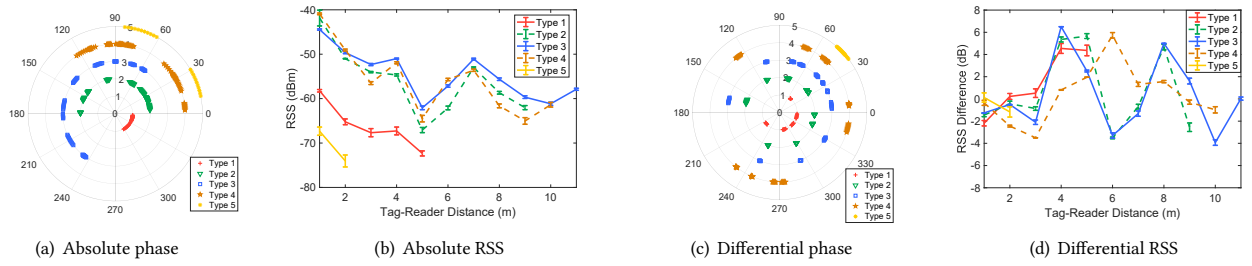 90
120
60
150
30
180
0
210
240
270
300
0
1
2
3
4
5
Type 1
Type 2
Type 3
Type 4
Type 5
(a) Absolute phase
-40
-50
-60
-70
-80
RSS (dBm)
2
4
6
8
10
Tag-Reader Distance (m)
Type 1
Type 2
Type 3
Type 4
Type 5
(b) Absolute RSS
90
120
60
150
30
180
0
210
330
240
270
300
0
1
2
3
4
5
Type 1
Type 2
Type 3
Type 4
Type 5
(c) Differential phase
8
6
4
2
0
-2
-4
-6
-8
RSS Difference (dB)
2
4
6
8
10
Tag-Reader Distance (m)
Type 1
Type 2
Type 3
Type 4
Type 5
(d) Differential RSS